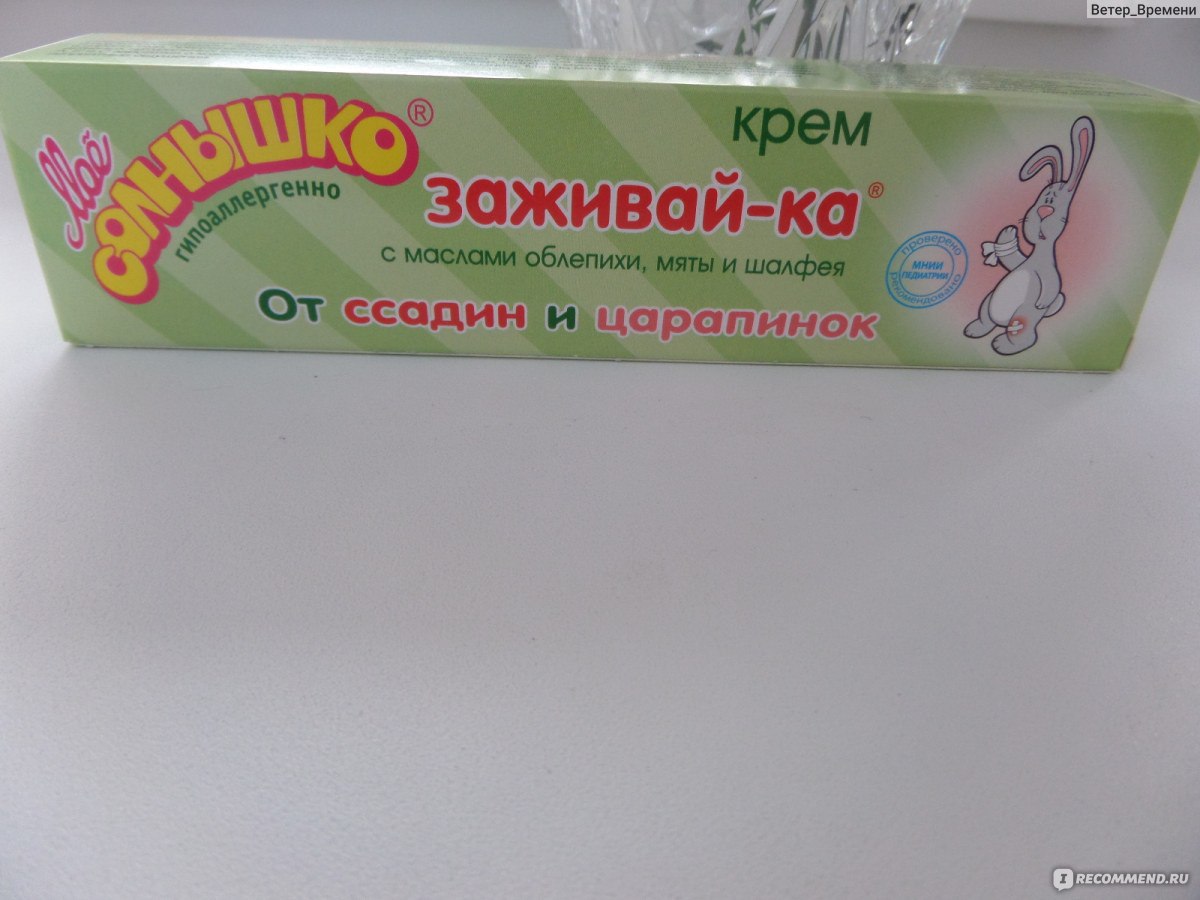 Ветер_Времени
Моё
СОЛНЫШКО®
гипоаллергенно
крем
заживай-ка®
с маслами облепихи, мяты и шалфея
От ссадин и царапинок
проверено
МНИИ
ПЕДИАТРИИ
рекомендовано
IRECOMMEND.RU